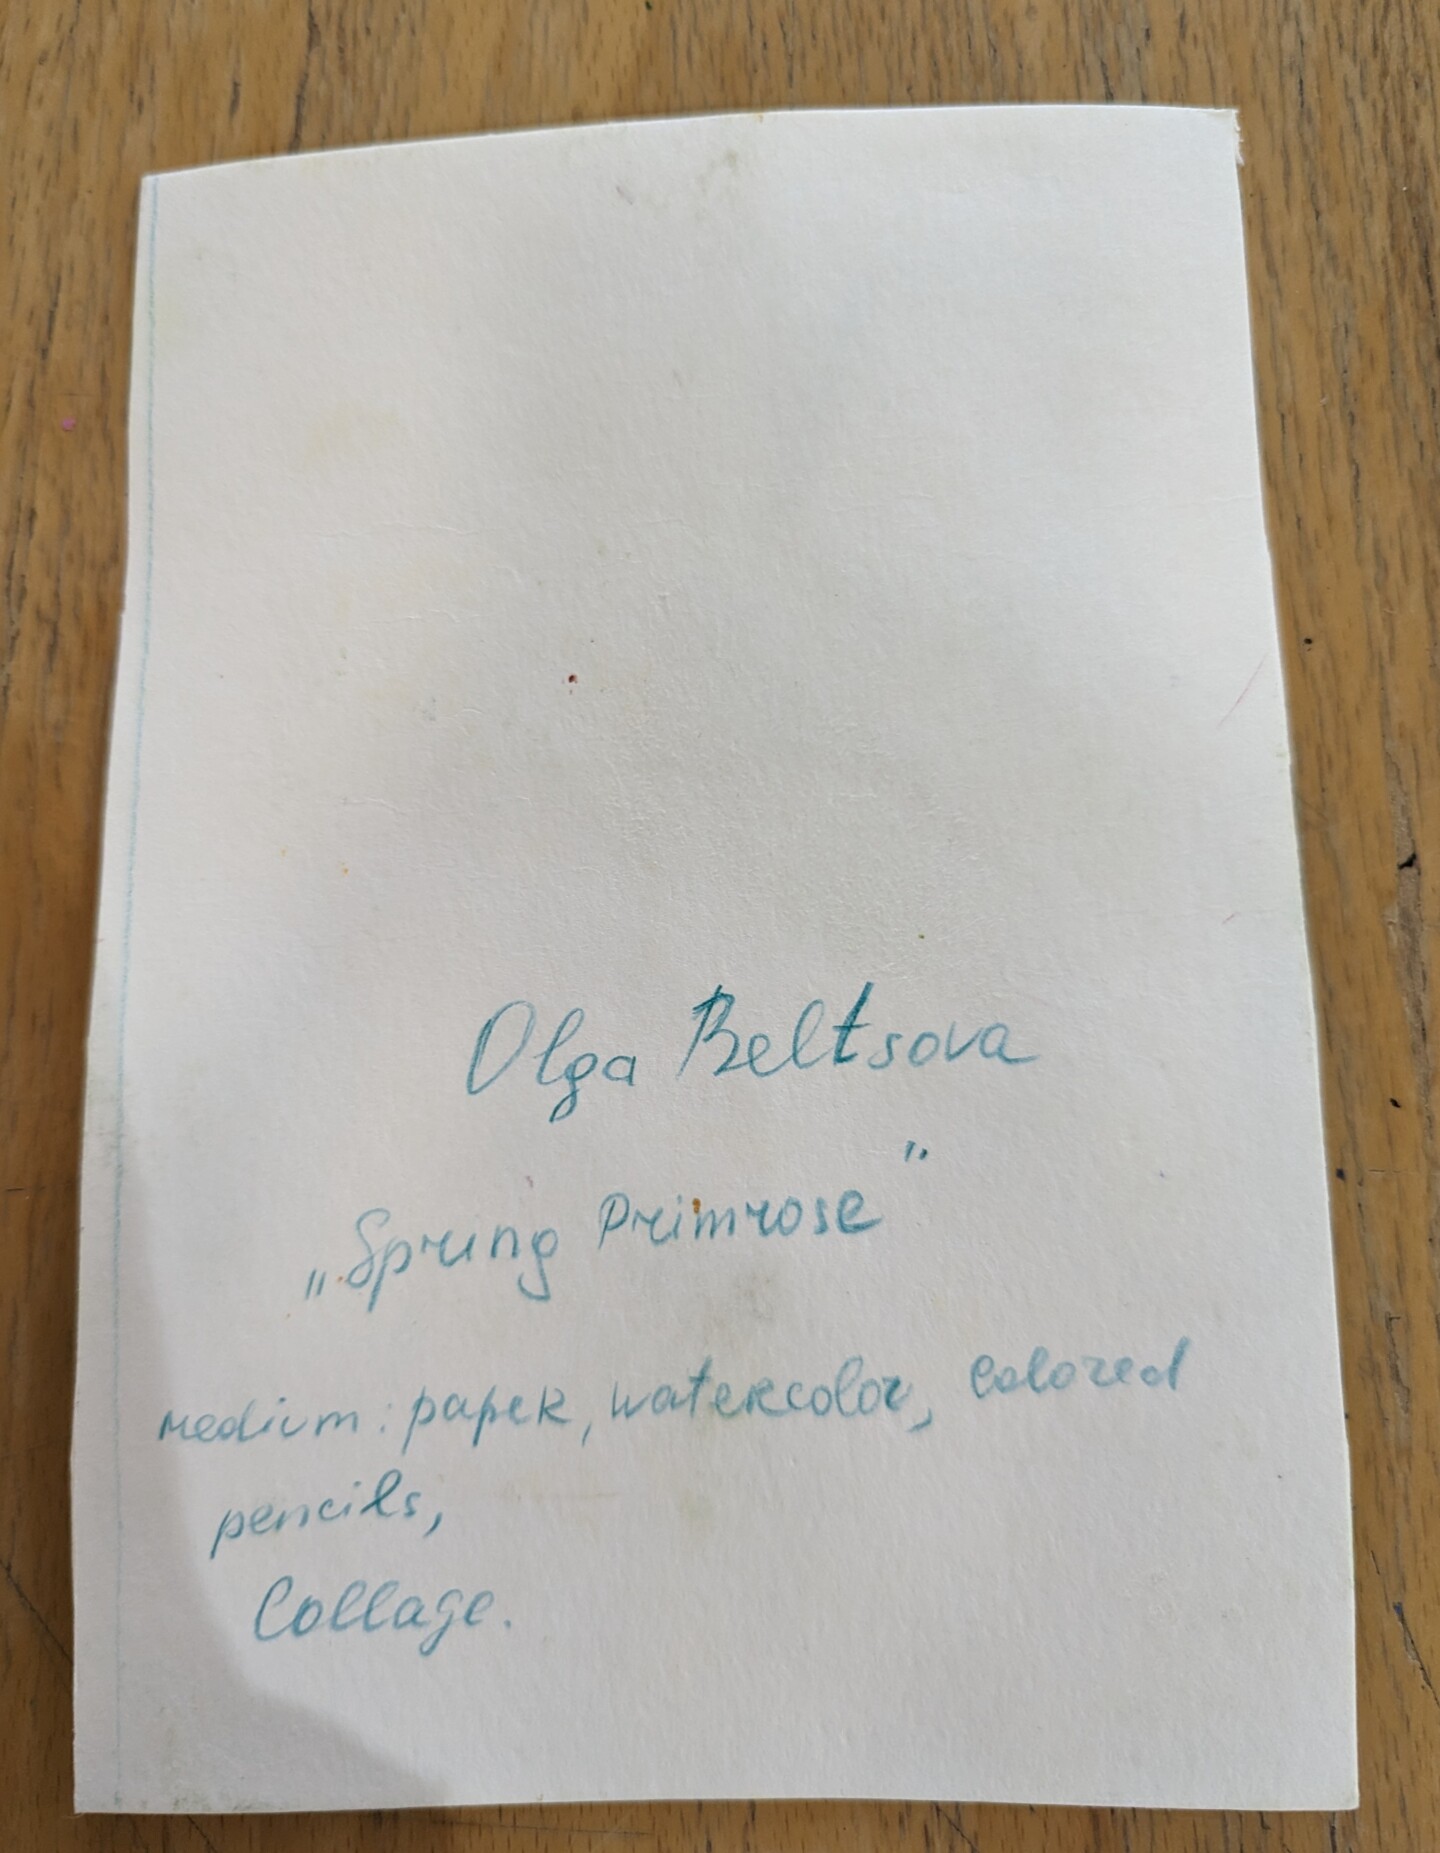 Olga Beltsova
„Spring Primrose"
medium: paper, watercolor, colored
pencils,
Collage.